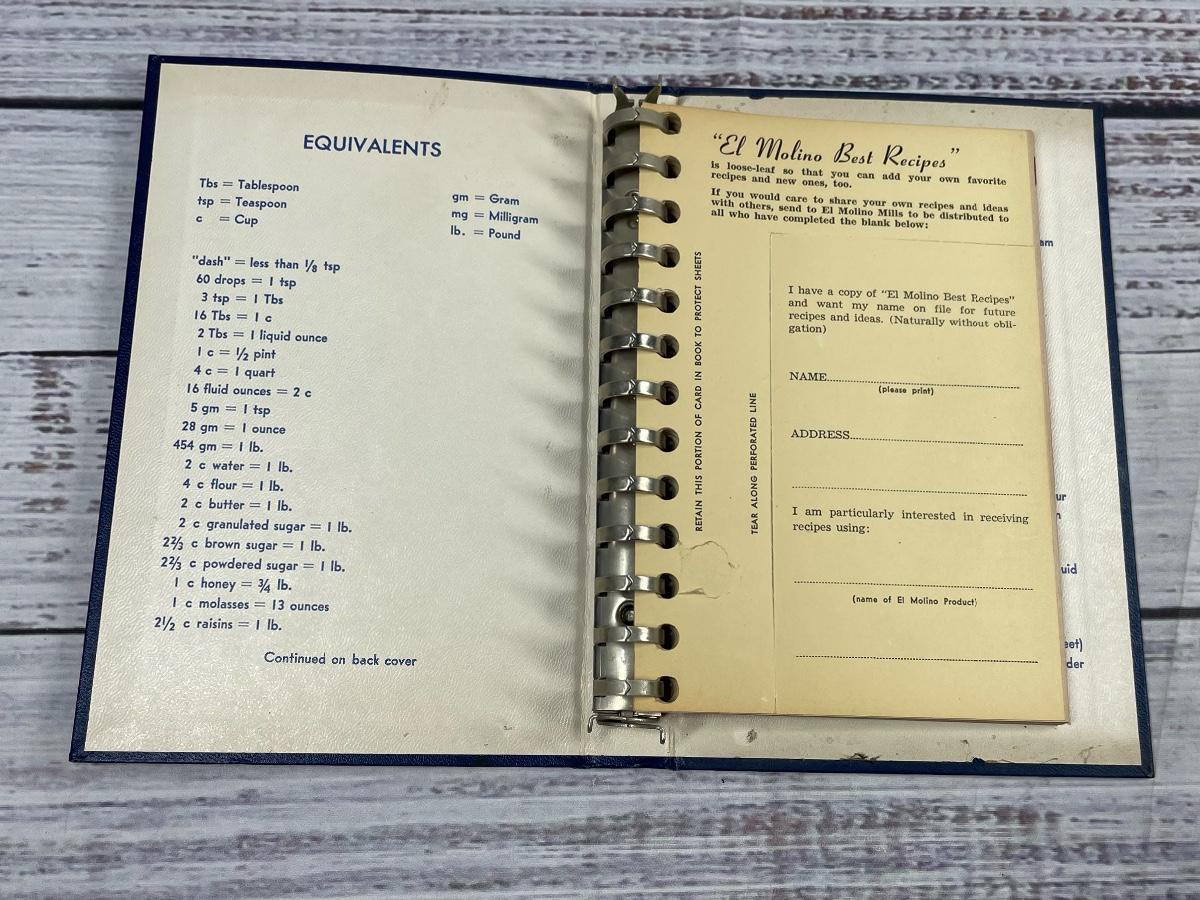 EQUIVALENTS
Tbs = Tablespoon
tsp = Teaspoon
c = Cup
gm = Gram
mg = Milligram
lb. = Pound
"dash" = less than ⅛ tsp
60 drops = 1 tsp
3 tsp = 1 Tbs
16 Tbs = 1 c
2 Tbs = 1 liquid ounce
1 c = ½ pint
4 c = 1 quart
16 fluid ounces = 2 c
5 gm = 1 tsp
28 gm = 1 ounce
454 gm = 1 lb.
2 c water = 1 lb.
4 c flour = 1 lb.
2 c butter = 1 lb.
2 c granulated sugar = 1 lb.
2⅔ c brown sugar = 1 lb.
2⅔ c powdered sugar = 1 lb.
1 c honey = ¾ lb.
1 c molasses = 13 ounces
2½ c raisins = 1 lb.
Continued on back cover
"El Molino Best Recipes"
is loose-leaf so that you can add your own favorite
recipes and new ones, too.
If you would care to share your own recipes and ideas
with others, send to El Molino Mills to be distributed to
all who have completed the blank below:
RETAIN THIS PORTION OF CARD IN BOOK TO PROTECT SHEETS
TEAR ALONG PERFORATED LINE
I have a copy of "El Molino Best Recipes"
and want my name on file for future
recipes and ideas. (Naturally without obli-
gation)
NAME
(please print)
ADDRESS
I am particularly interested in receiving
recipes using:
(name of El Molino Product)
am
ur
n
uid
eet)
der